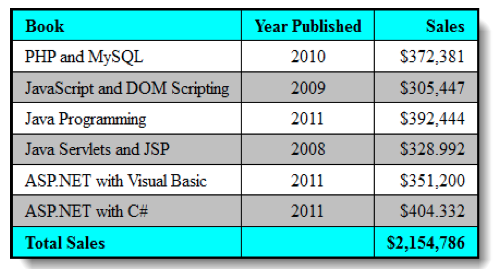 Book Year Published Sales
PHP and MySQL 2010 $372,381
JavaScript and DOM Scripting 2009 $305,447
Java Programming 2011 $392,444
Java Servlets and JSP 2008 $328.992
ASP.NET with Visual Basic 2011 $351,200
ASP.NET with C# 2011 $404.332
Total Sales $2,154,786